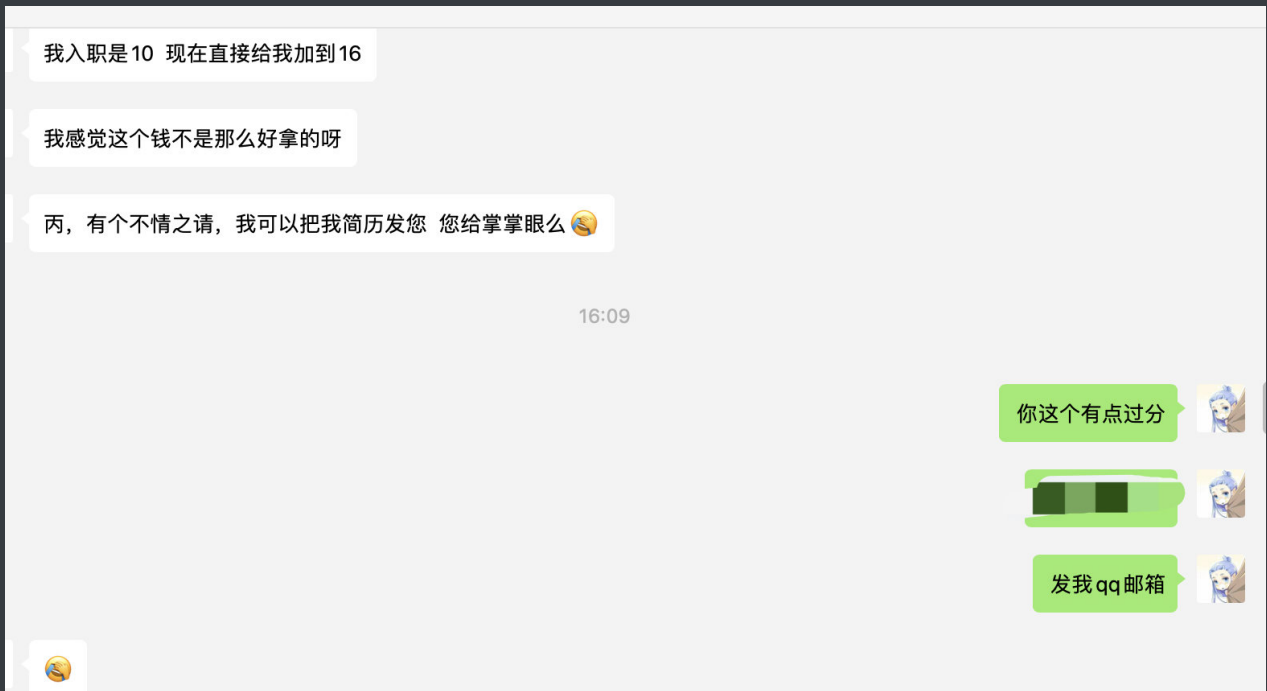 我入职是10 现在直接给我加到16
我感觉这个钱不是那么好拿的呀
丙，有个不情之请，我可以把我简历发您 您给掌掌眼么
16:09
你这个有点过分
发我qq邮箱